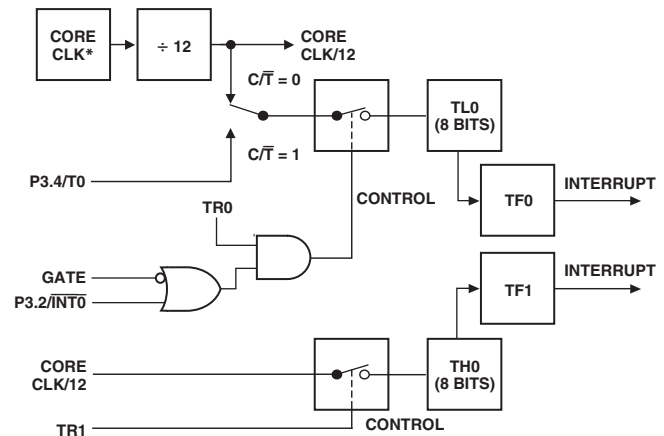 CORE
CLK*
÷ 12
CORE
CLK/12
C/T̅ = 0
TL0
(8 BITS)
C/T̅ = 1
P3.4/T0
INTERRUPT
TF0
CONTROL
TR0
INTERRUPT
GATE
TF1
P3.2/I̅N̅T̅0̅
CORE
CLK/12
TH0
(8 BITS)
CONTROL
TR1